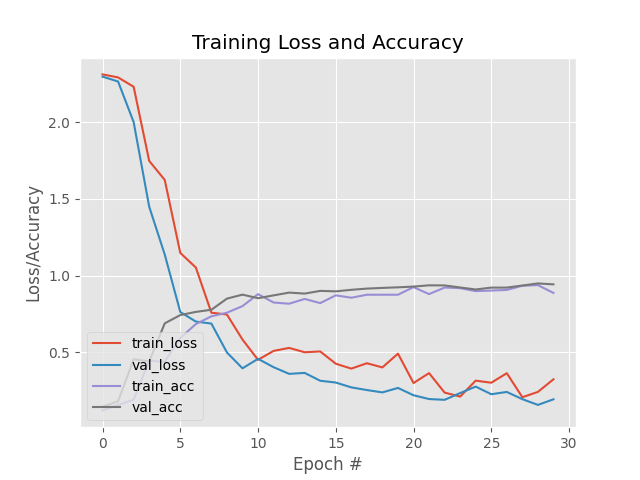 Training Loss and Accuracy
Loss/Accuracy
2.0
1.5
1.0
0.5
train_loss
val_loss
train_acc
val_acc
0 5 10 15 20 25 30
Epoch #